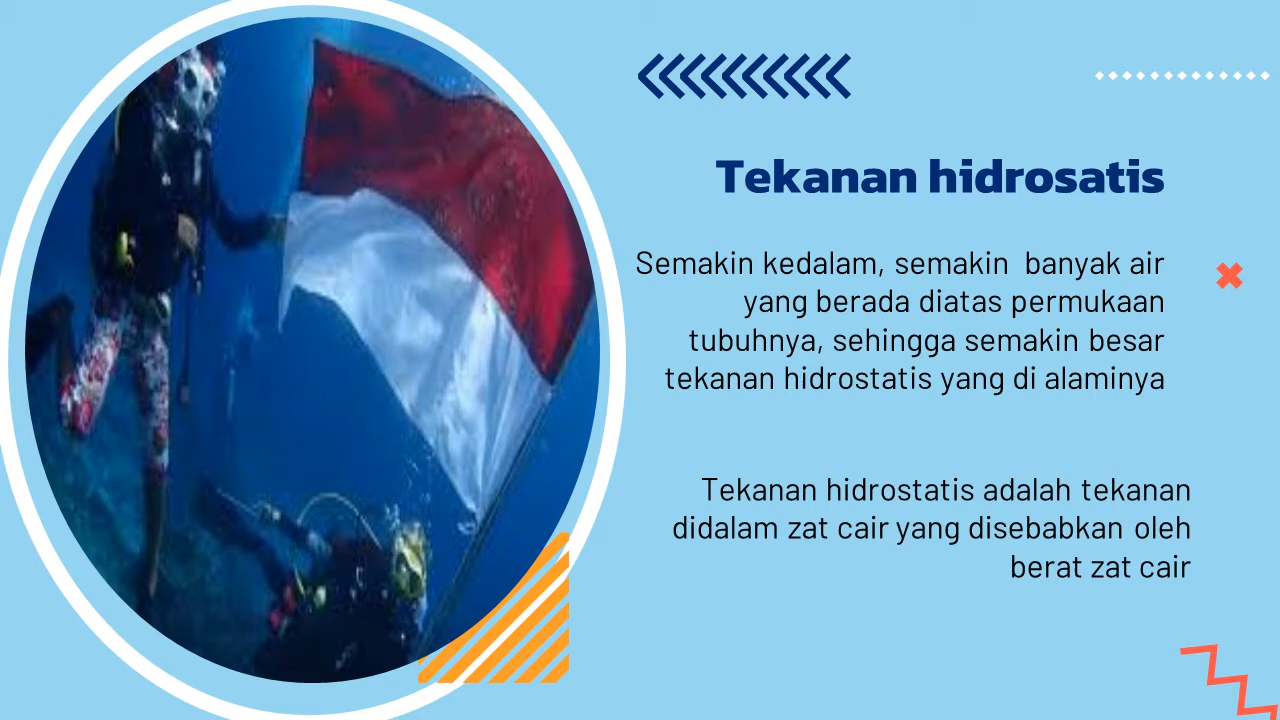 Tekanan hidrosatis
Semakin kedalam, semakin banyak air
yang berada diatas permukaan
tubuhnya, sehingga semakin besar
tekanan hidrostatis yang di alaminya
Tekanan hidrostatis adalah tekanan
didalam zat cair yang disebabkan oleh
berat zat cair